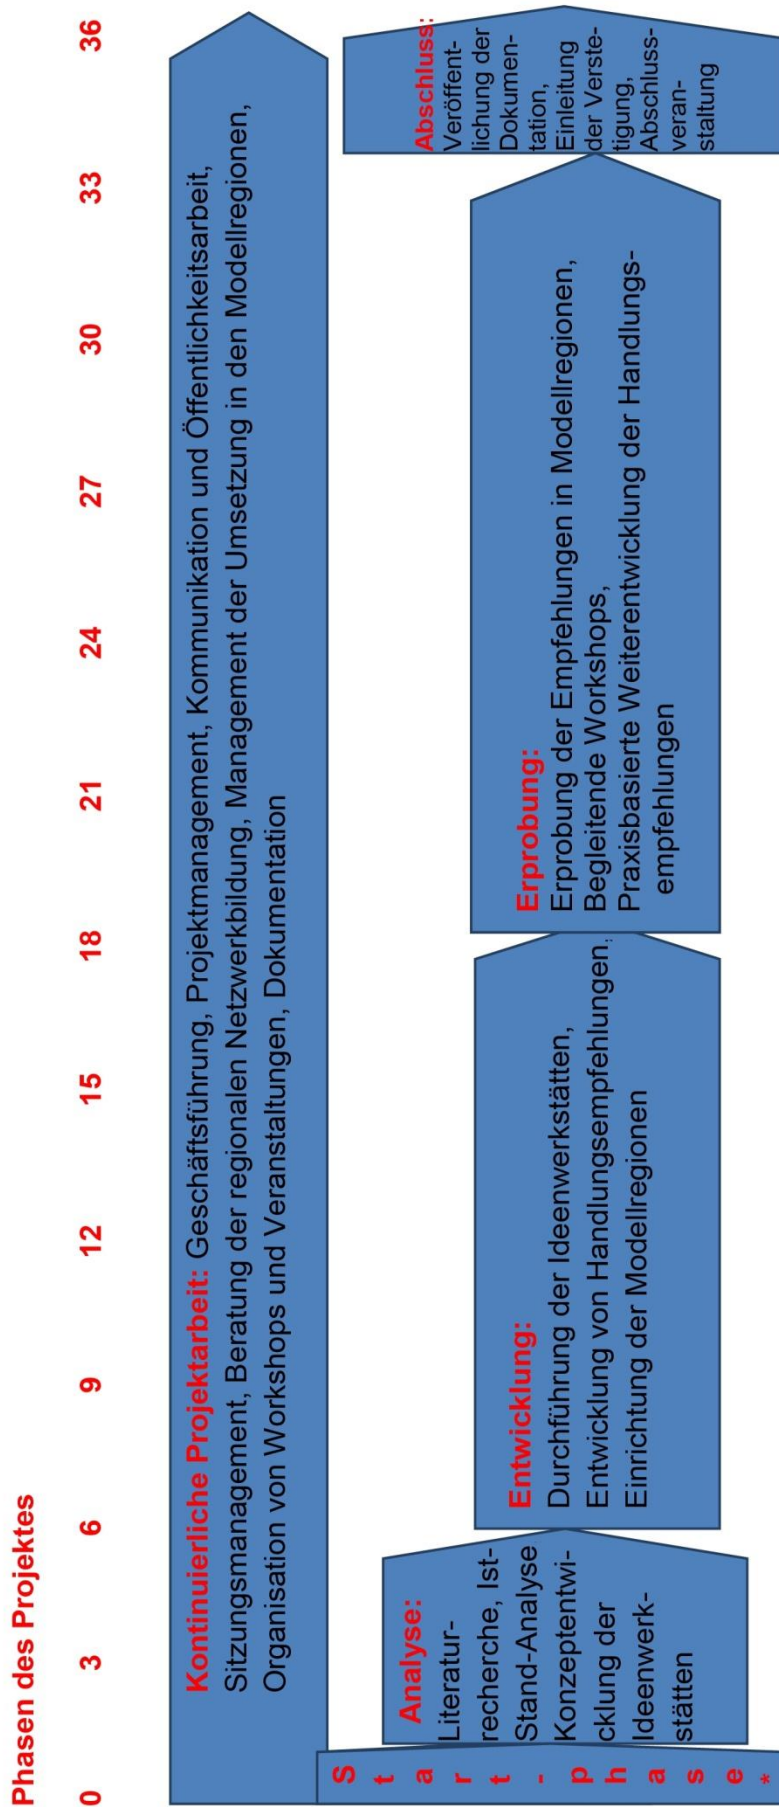 Phasen des Projektes
0 3 6 9 12 15 18 21 24 27 30 33 36
Kontinuierliche Projektarbeit: Geschäftsführung, Projektmanagement, Kommunikation und Öffentlichkeitsarbeit,
Sitzungsmanagement, Beratung der regionalen Netzwerkbildung, Management der Umsetzung in den Modellregionen,
Organisation von Workshops und Veranstaltungen, Dokumentation
Start-phase*
Analyse:
Literatur-
recherche, Ist-
Stand-Analyse
Konzeptentwi-
cklung der
Ideenwerk-
stätten
Entwicklung:
Durchführung der Ideenwerkstätten,
Entwicklung von Handlungsempfehlungen,
Einrichtung der Modellregionen
Erprobung:
Erprobung der Empfehlungen in Modellregionen,
Begleitende Workshops,
Praxisbasierte Weiterentwicklung der Handlungs-
empfehlungen
Abschluss:
Veröffent-
lichung der
Dokumen-
tation,
Einleitung
der Verste-
tigung,
Abschluss-
veran-
staltung